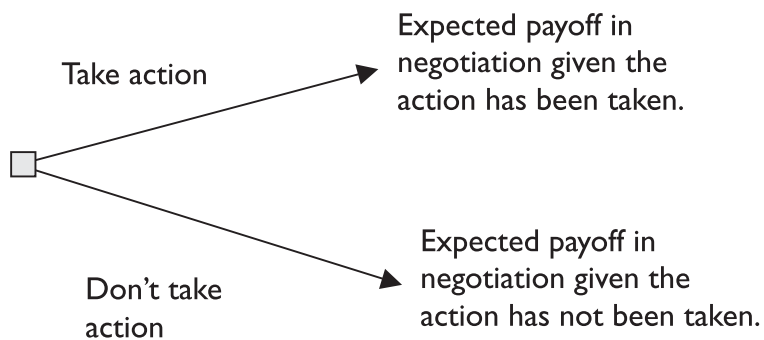 Take action
Expected payoff in
negotiation given the
action has been taken.
Don't take
action
Expected payoff in
negotiation given the
action has not been taken.